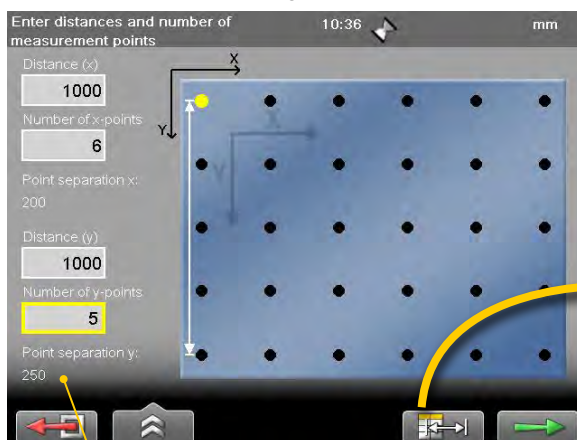 Enter distances and number of
measurement points
10:36
mm
Distance (x)
1000
Number of x-points
6
Point separation x:
200
Distance (y)
1000
Number of y-points
5
Point separation y:
250
X
Y
X
Y